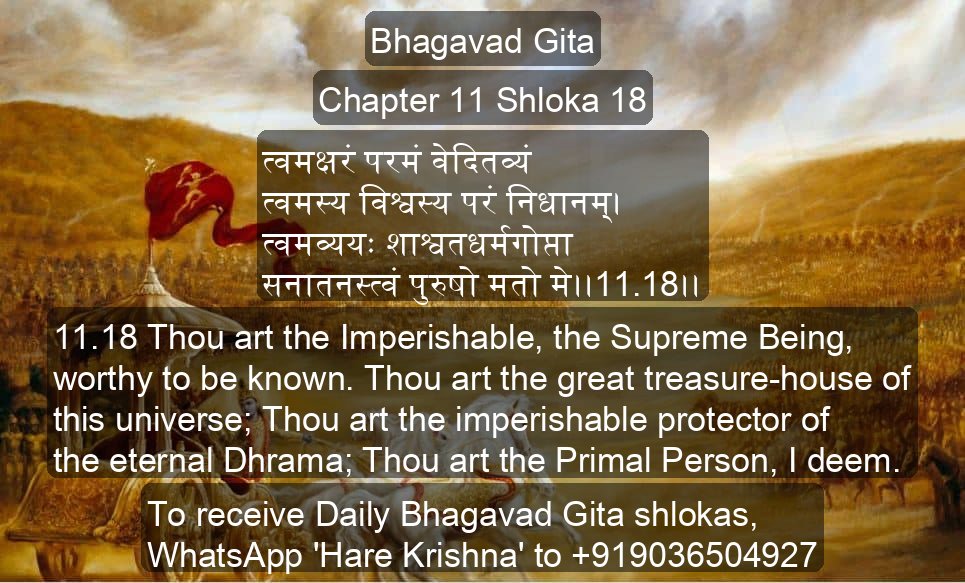 Bhagavad Gita
Chapter 11 Shloka 18
त्वमक्षरं परमं वेदितव्यं
त्वमस्य विश्वस्य परं निधानम्।
त्वमव्ययः शाश्वतधर्मगोप्ता
सनातनस्त्वं पुरुषो मतो मे।।11.18।।
11.18 Thou art the Imperishable, the Supreme Being,
worthy to be known. Thou art the great treasure-house of
this universe; Thou art the imperishable protector of
the eternal Dhrama; Thou art the Primal Person, I deem.
To receive Daily Bhagavad Gita shlokas,
WhatsApp 'Hare Krishna' to +919036504927